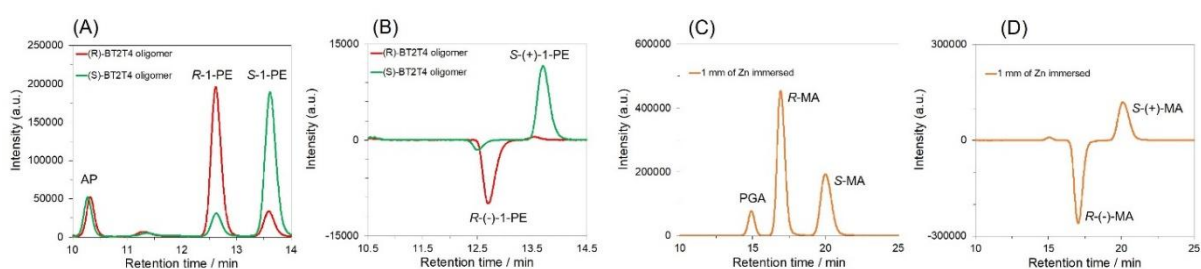 (A)
250000
200000
150000
100000
50000
0
Intensity (a.u.)
(R)-BT2T4 oligomer
(S)-BT2T4 oligomer
R-1-PE
S-1-PE
AP
10
11
12
13
14
Retention time / min
(B)
15000
0
-15000
Intensity (a.u.)
(R)-BT2T4 oligomer
(S)-BT2T4 oligomer
S-(+)-1-PE
R-(-)-1-PE
10.5
11.5
12.5
13.5
14.5
Retention time / min
(C)
600000
400000
200000
0
Intensity (a.u.)
1 mm of Zn immersed
R-MA
S-MA
PGA
10
15
20
25
Retention time / min
(D)
300000
0
-300000
Intensity (a.u.)
1 mm of Zn immersed
S-(+)-MA
R-(-)-MA
10
15
20
25
Retention time / min